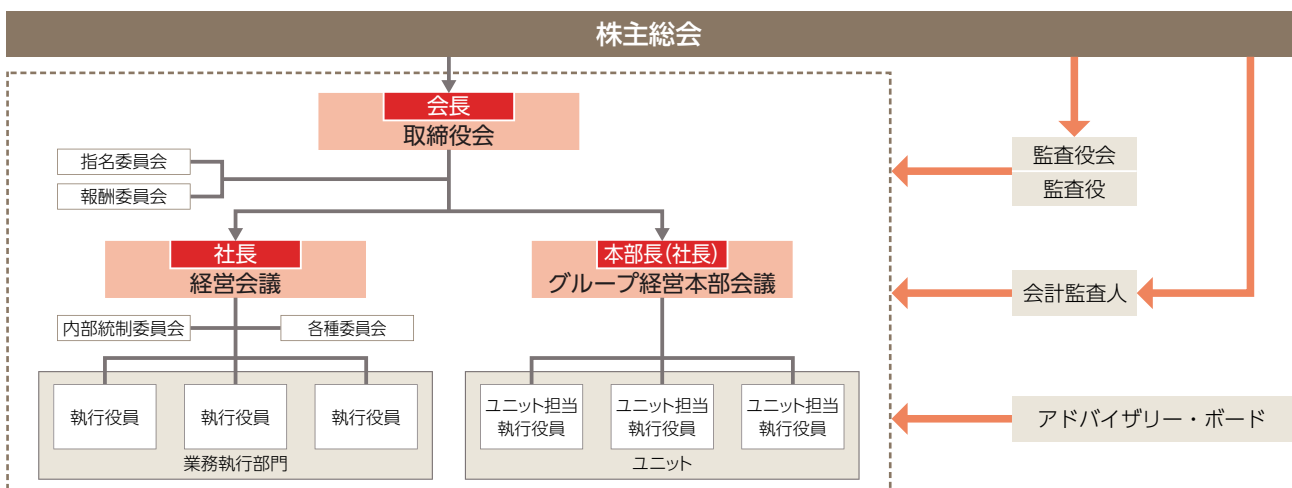 株主総会
会長
取締役会
指名委員会
報酬委員会
監査役会
監査役
社長
経営会議
本部長(社長)
グループ経営本部会議
会計監査人
内部統制委員会
各種委員会
執行役員
執行役員
執行役員
業務執行部門
ユニット担当
執行役員
ユニット担当
執行役員
ユニット担当
執行役員
ユニット
アドバイザリー・ボード